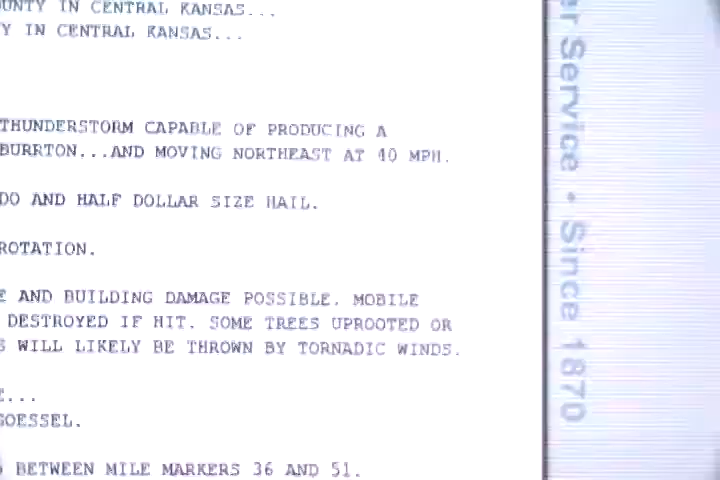 OUNTY IN CENTRAL KANSAS...
Y IN CENTRAL KANSAS...
THUNDERSTORM CAPABLE OF PRODUCING A
BURRTON...AND MOVING NORTHEAST AT 40 MPH.
DO AND HALF DOLLAR SIZE HAIL.
ROTATION.
E AND BUILDING DAMAGE POSSIBLE. MOBILE
DESTROYED IF HIT. SOME TREES UPROOTED OR
S WILL LIKELY BE THROWN BY TORNADIC WINDS.
E...
GOESSEL.
BETWEEN MILE MARKERS 36 AND 51.
er Service • Since 1870